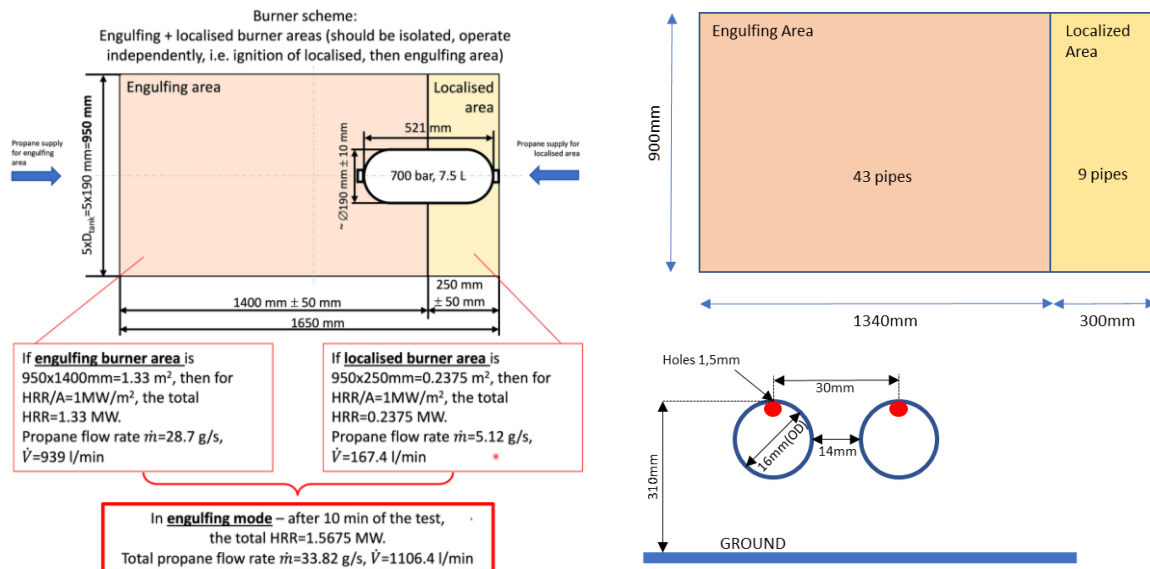 Burner scheme:
Engulfing + localised burner areas (should be isolated, operate
independently, i.e. ignition of localised, then engulfing area)
Engulfing area
Localised
area
521 mm
Propane supply
for engulfing
area
Propane supply
for localised area
5xD_tank=5x190 mm=950 mm
~ ∅190 mm ± 10 mm
700 bar, 7.5 L
250 mm
± 50 mm
1400 mm ± 50 mm
1650 mm
If engulfing burner area is
950x1400mm=1.33 m², then for
HRR/A=1MW/m², the total
HRR=1.33 MW.
Propane flow rate ṁ=28.7 g/s,
V̇=939 l/min
If localised burner area is
950x250mm=0.2375 m², then for
HRR/A=1MW/m², the total
HRR=0.2375 MW.
Propane flow rate ṁ=5.12 g/s,
V̇=167.4 l/min
In engulfing mode – after 10 min of the test,
the total HRR=1.5675 MW.
Total propane flow rate ṁ=33.82 g/s, V̇=1106.4 l/min
Engulfing Area
Localized
Area
900mm
43 pipes
9 pipes
1340mm
300mm
Holes 1,5mm
30mm
16mm(OD)
14mm
310mm
GROUND